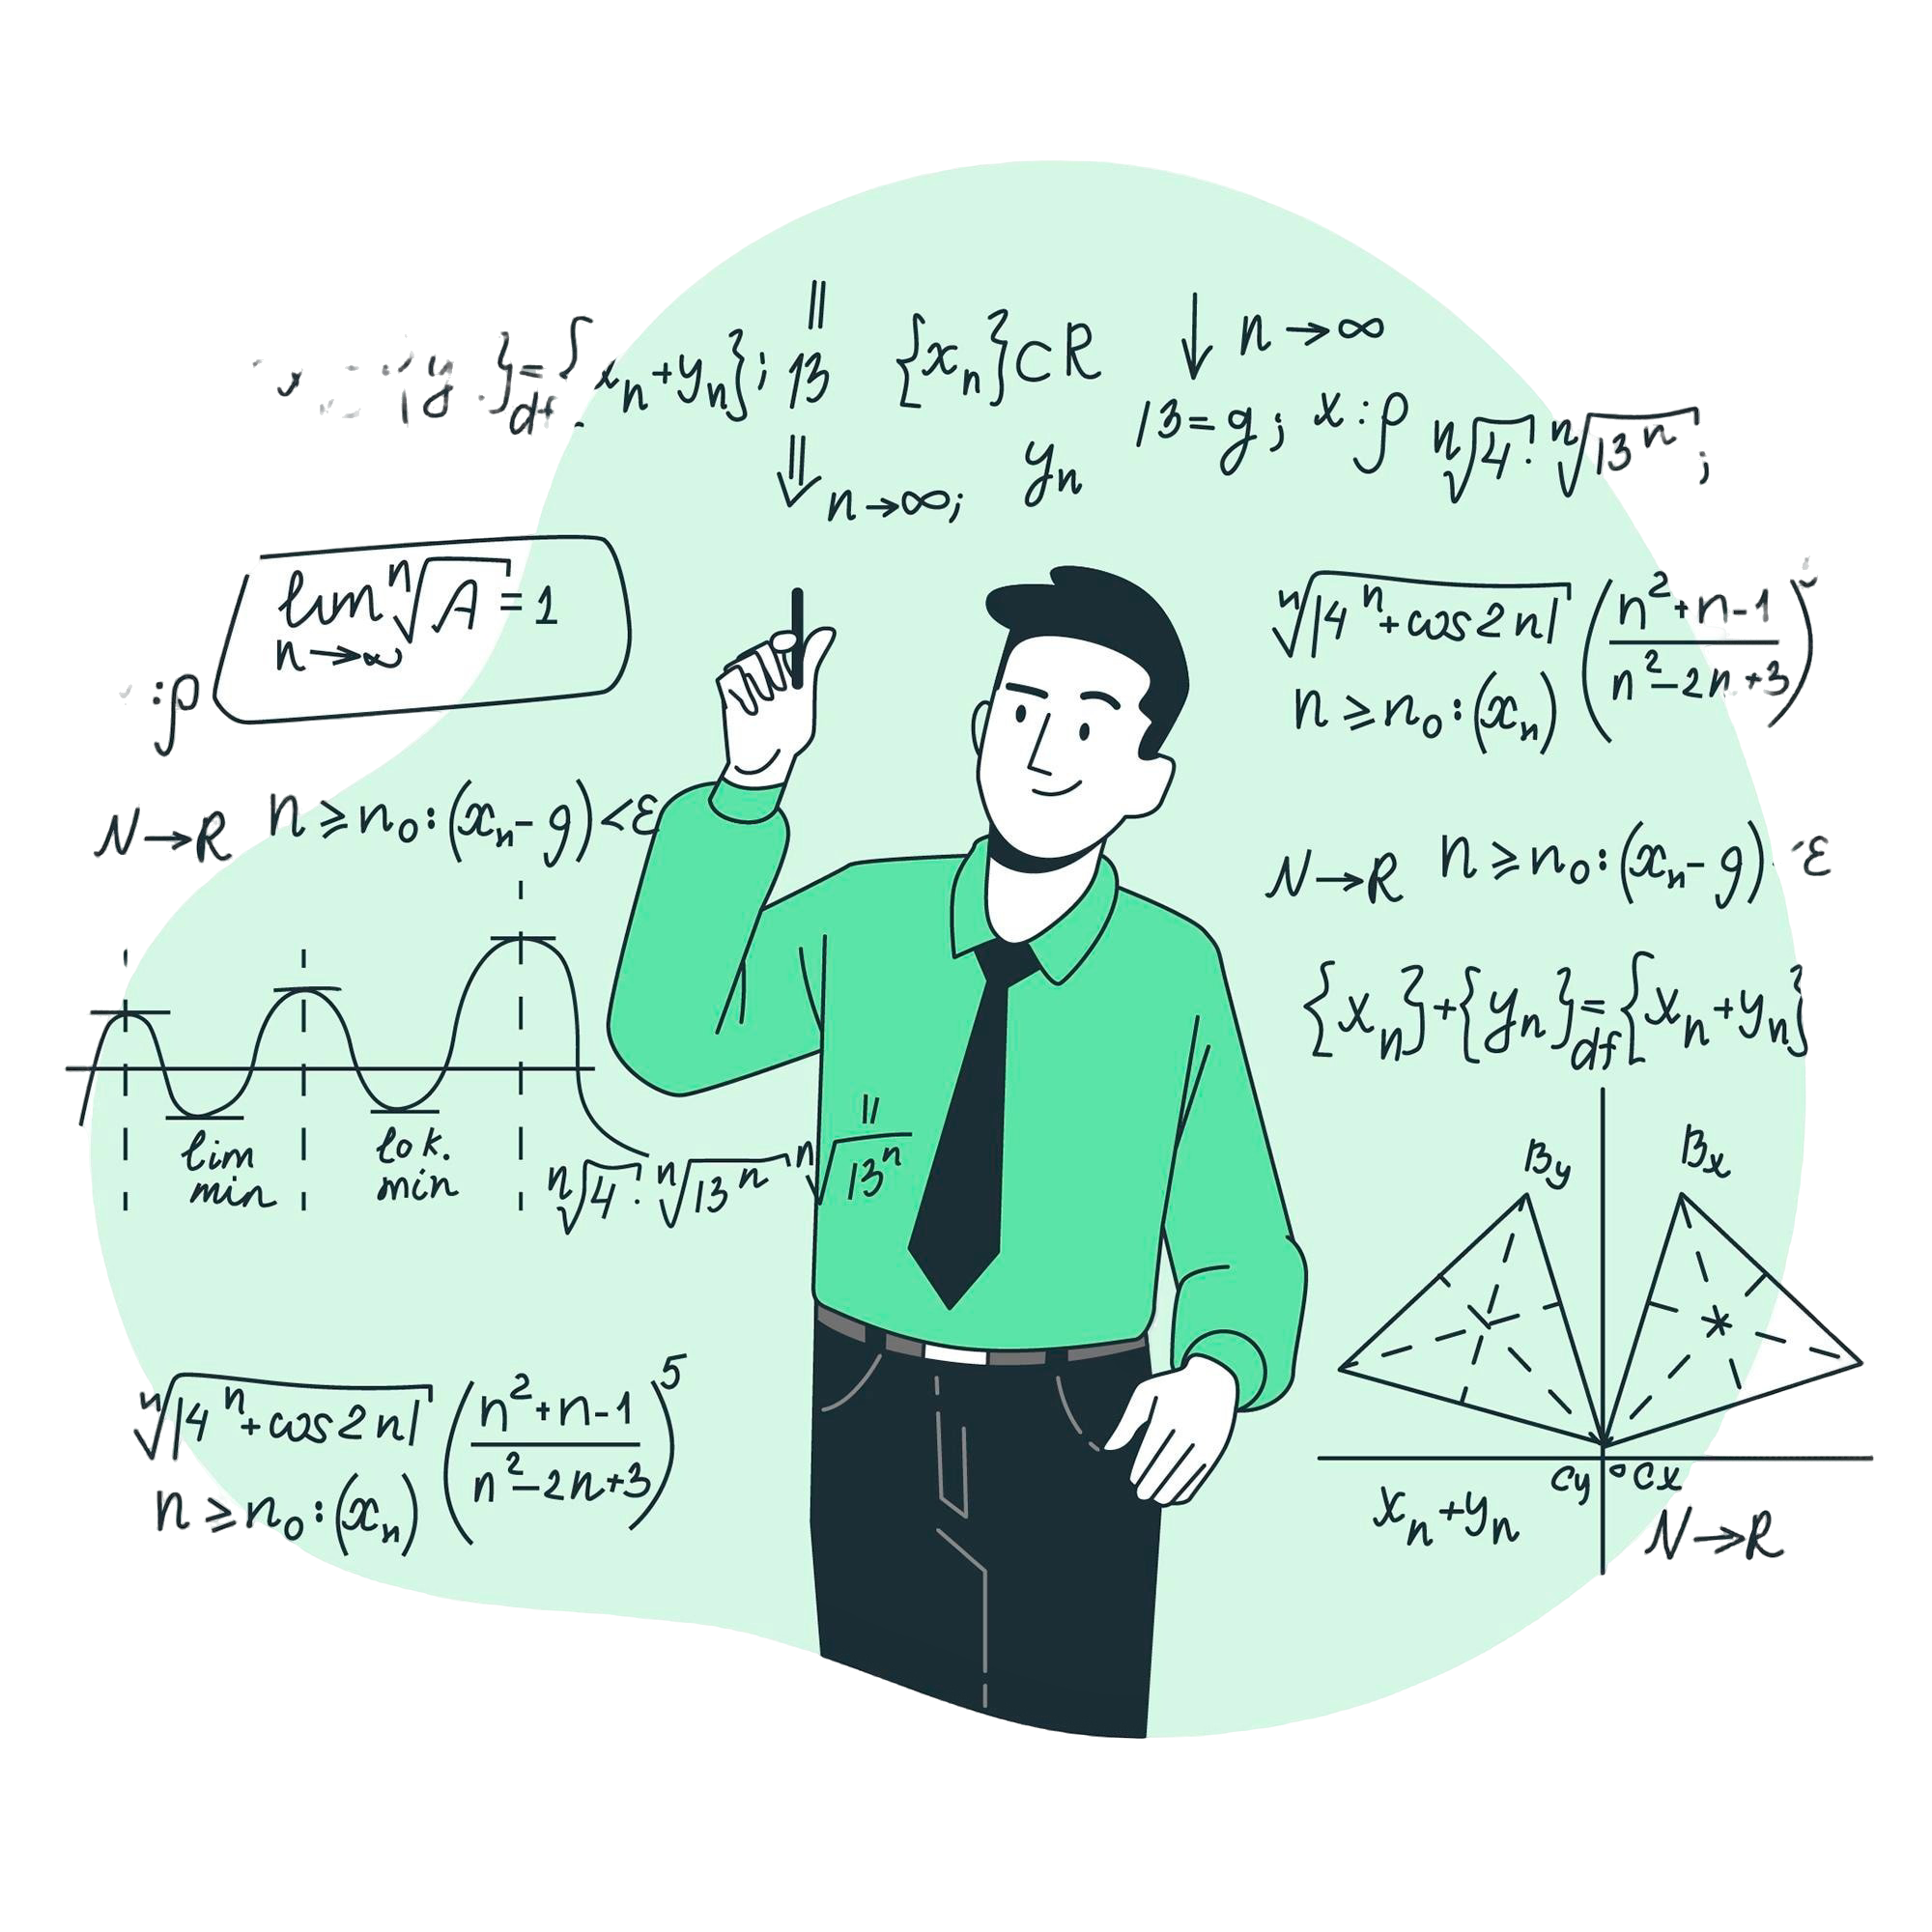 }=df {xn+yn}; 13 {xn}CR ↓ n→∞
|| ⇓ n→∞; yn 13=g; x:ρ ⁿ√4! ⁿ√13ⁿ;
:ρ lim n→∞ ⁿ√A = 1
N→R n≥n₀:(xn-g)<ε
lim min
lok. min
ⁿ√4! ⁿ√13ⁿ ⁿ√13ⁿ
||
ⁿ√|4ⁿ+cos2n| ((n²+n-1)/(n²-2n+3))⁵
n≥n₀:(xn)
ⁿ√|4ⁿ+cos2n| ((n²+n-1)/(n²-2n+3))
n≥n₀:(xn)
N→R n≥n₀:(xn-g) ε
{xn}+{yn}=df {xn+yn}
By Bx
Cy °Cx
xn+yn N→R